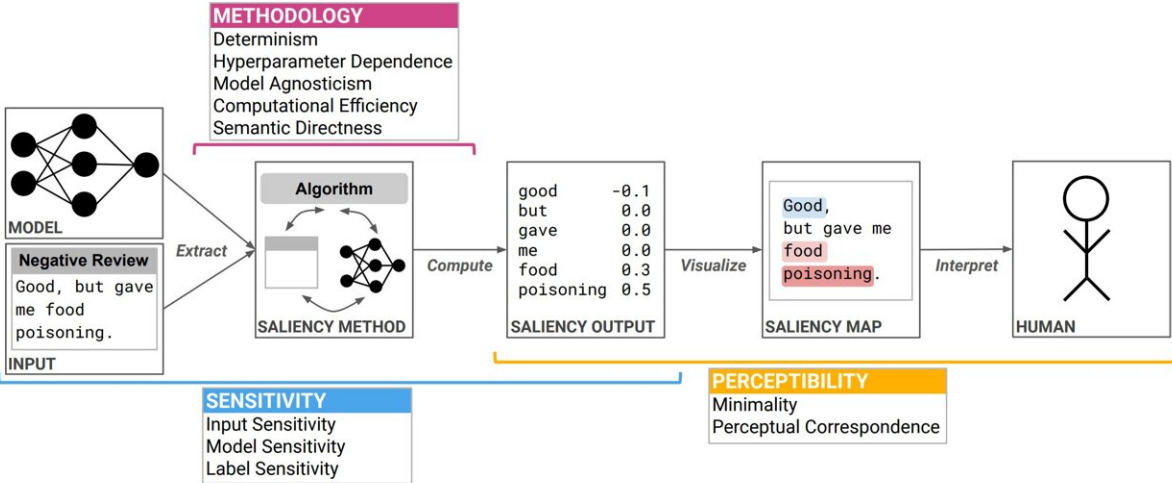 METHODOLOGY
Determinism
Hyperparameter Dependence
Model Agnosticism
Computational Efficiency
Semantic Directness
MODEL
Negative Review
Good, but gave
me food
poisoning.
INPUT
Extract
Algorithm
SALIENCY METHOD
Compute
good -0.1
but 0.0
gave 0.0
me 0.0
food 0.3
poisoning 0.5
SALIENCY OUTPUT
Visualize
Good,
but gave me
food
poisoning.
SALIENCY MAP
Interpret
HUMAN
SENSITIVITY
Input Sensitivity
Model Sensitivity
Label Sensitivity
PERCEPTIBILITY
Minimality
Perceptual Correspondence